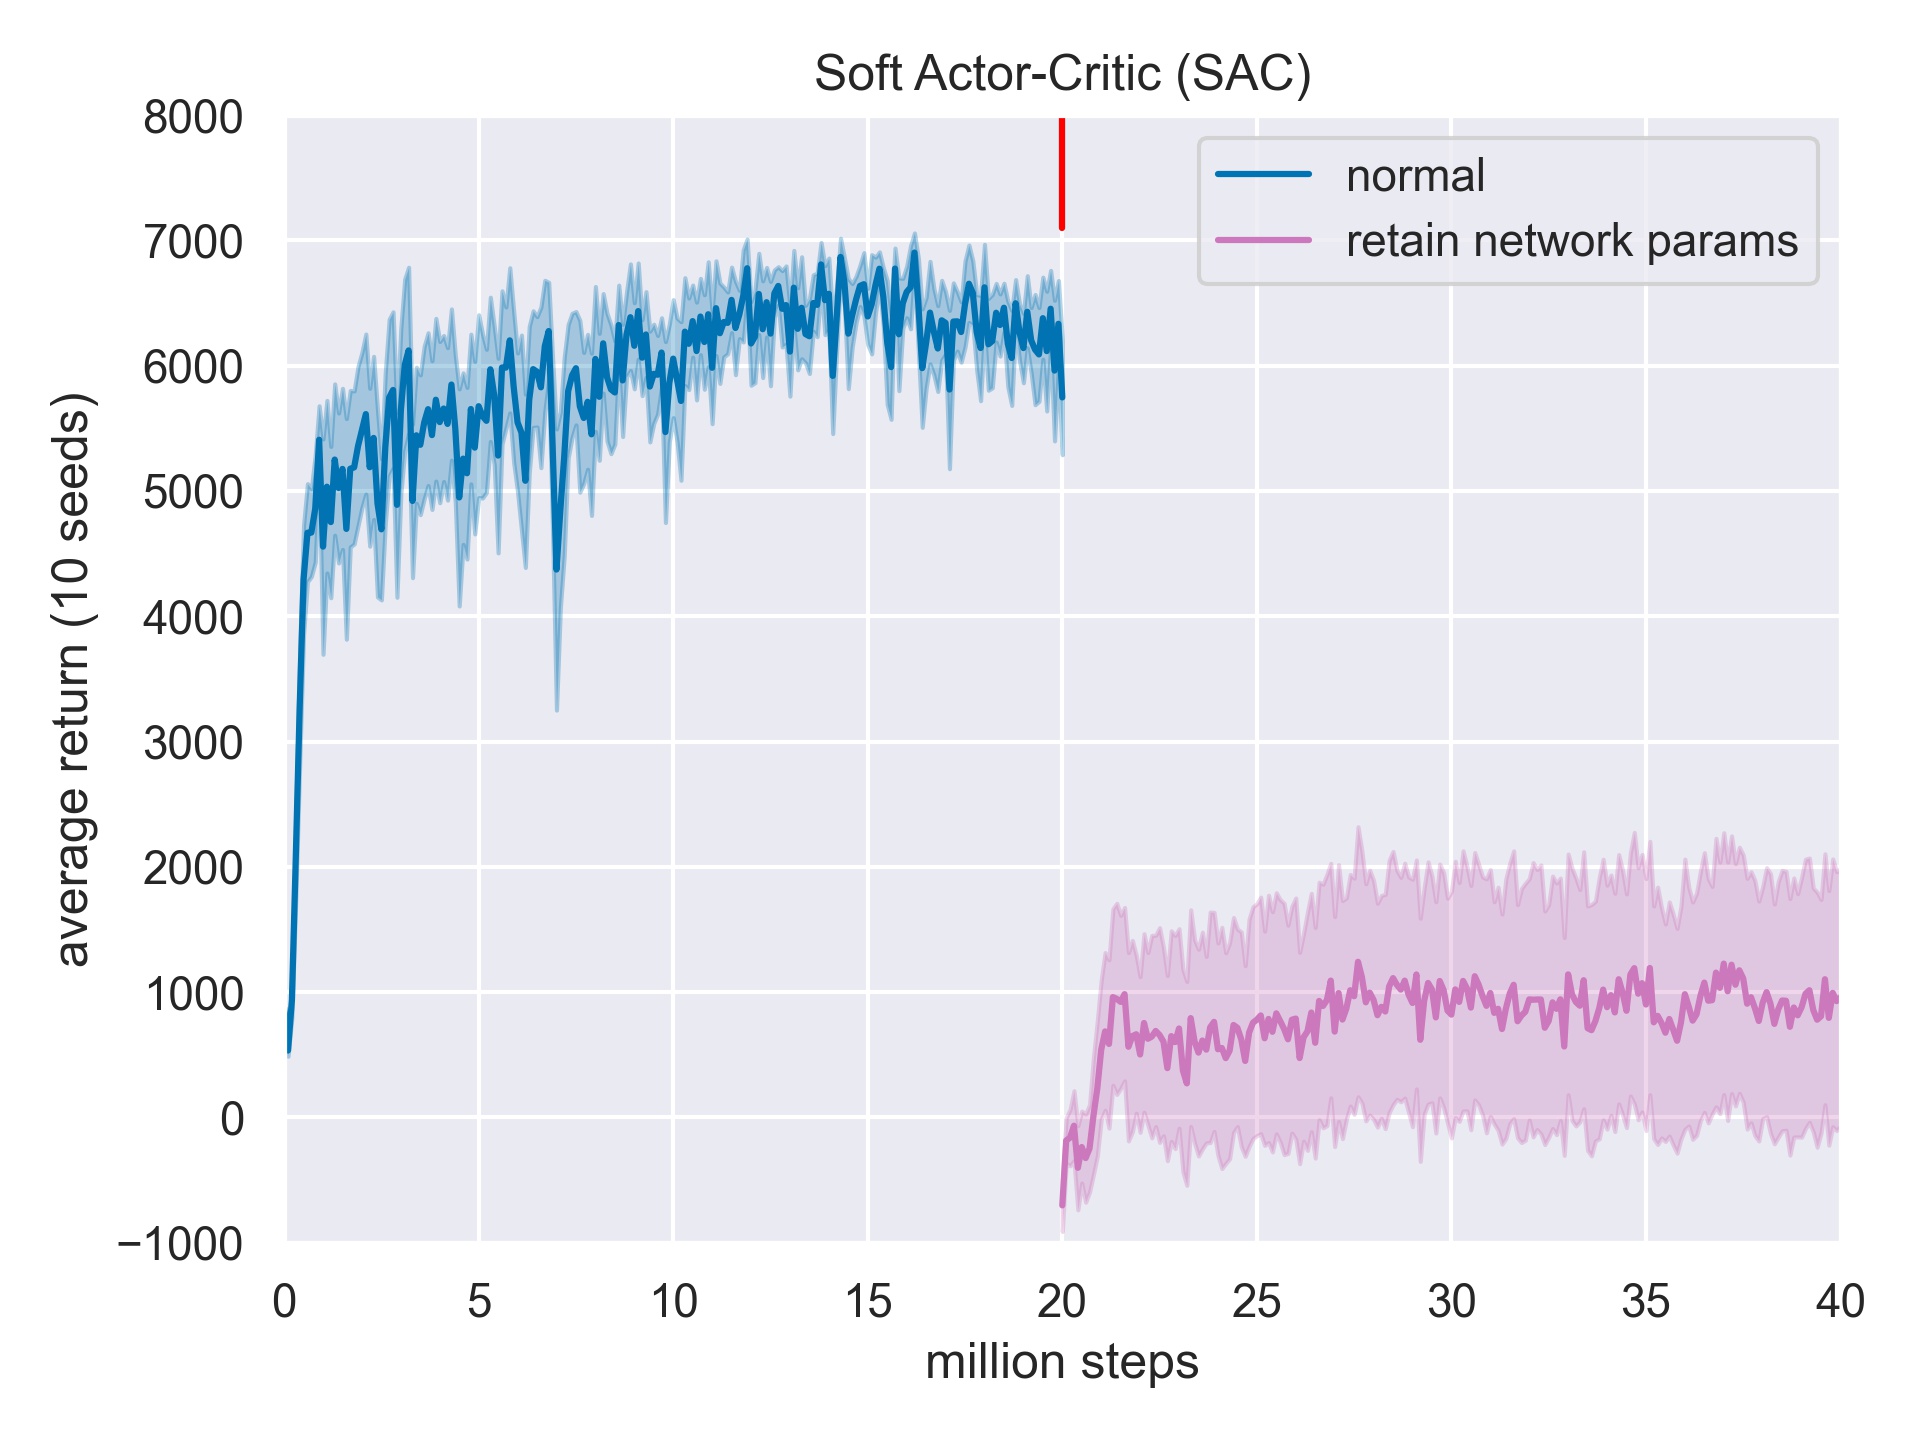 Soft Actor-Critic (SAC)
8000
7000
6000
5000
4000
3000
2000
1000
0
−1000
average return (10 seeds)
normal
retain network params
0 5 10 15 20 25 30 35 40
million steps